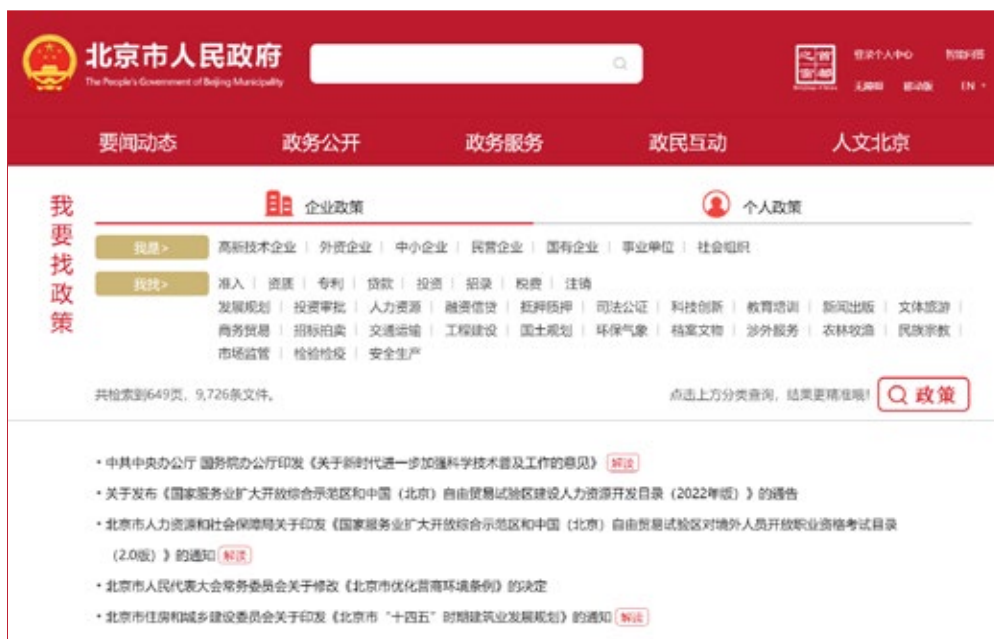 北京市人民政府
The People's Government of Beijing Municipality
首都之窗
登录个人中心 智能问答
无障碍 移动版 EN
要闻动态 政务公开 政务服务 政民互动 人文北京
我要找政策
企业政策 个人政策
我是> 高新技术企业 | 外资企业 | 中小企业 | 民营企业 | 国有企业 | 事业单位 | 社会组织
我找> 准入 | 资质 | 专利 | 贷款 | 投资 | 招录 | 税费 | 注销
发展规划 | 投资审批 | 人力资源 | 融资信贷 | 抵押质押 | 司法公证 | 科技创新 | 教育培训 | 新闻出版 | 文体旅游 |
商务贸易 | 招标拍卖 | 交通运输 | 工程建设 | 国土规划 | 环保气象 | 档案文物 | 涉外服务 | 农林牧渔 | 民族宗教 |
市场监管 | 检验检疫 | 安全生产
共检索到649页，9,726条文件。 点击上方分类查询，结果更精准哦! 政策
• 中共中央办公厅 国务院办公厅印发《关于新时代进一步加强科学技术普及工作的意见》 解读
• 关于发布《国家服务业扩大开放综合示范区和中国（北京）自由贸易试验区建设人力资源开发目录（2022年版）》的通告
• 北京市人力资源和社会保障局关于印发《国家服务业扩大开放综合示范区和中国（北京）自由贸易试验区对境外人员开放职业资格考试目录
（2.0版）》的通知 解读
• 北京市人民代表大会常务委员会关于修改《北京市优化营商环境条例》的决定
• 北京市住房和城乡建设委员会关于印发《北京市“十四五”时期建筑业发展规划》的通知 解读